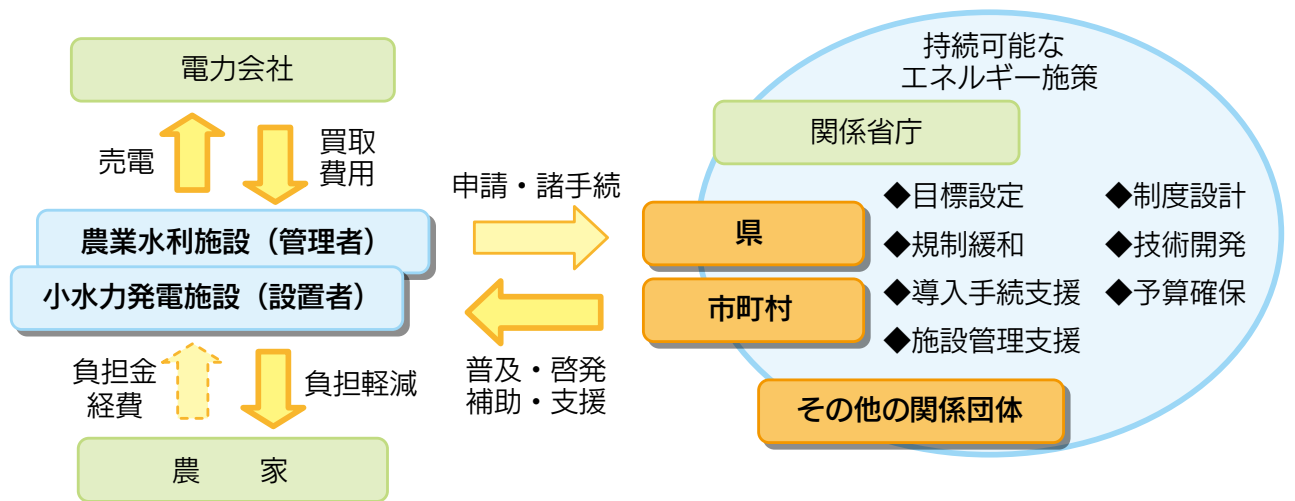 電力会社
売電
買取
費用
農業水利施設（管理者）
小水力発電施設（設置者）
負担金
経費
負担軽減
農　　家
申請・諸手続
普及・啓発
補助・支援
持続可能な
エネルギー施策
関係省庁
県
市町村
◆目標設定
◆規制緩和
◆導入手続支援
◆施設管理支援
◆制度設計
◆技術開発
◆予算確保
その他の関係団体